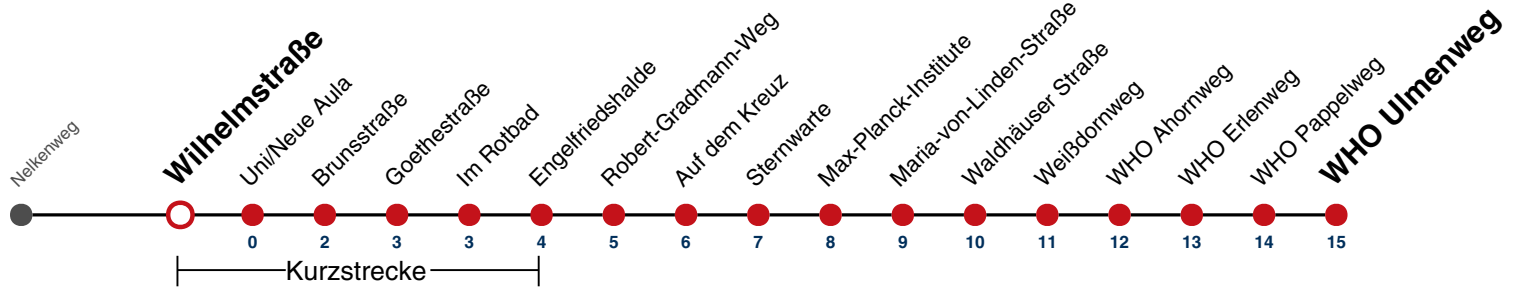 Nelkenweg
Wilhelmstraße
Uni/Neue Aula
Brunsstraße
Goethestraße
Im Rotbad
Engelfriedshalde
Robert-Gradmann-Weg
Auf dem Kreuz
Sternwarte
Max-Planck-Institute
Maria-von-Linden-Straße
Waldhäuser Straße
Weißdornweg
WHO Ahornweg
WHO Erlenweg
WHO Pappelweg
WHO Ulmenweg
0 2 3 3 4 5 6 7 8 9 10 11 12 13 14 15
Kurzstrecke